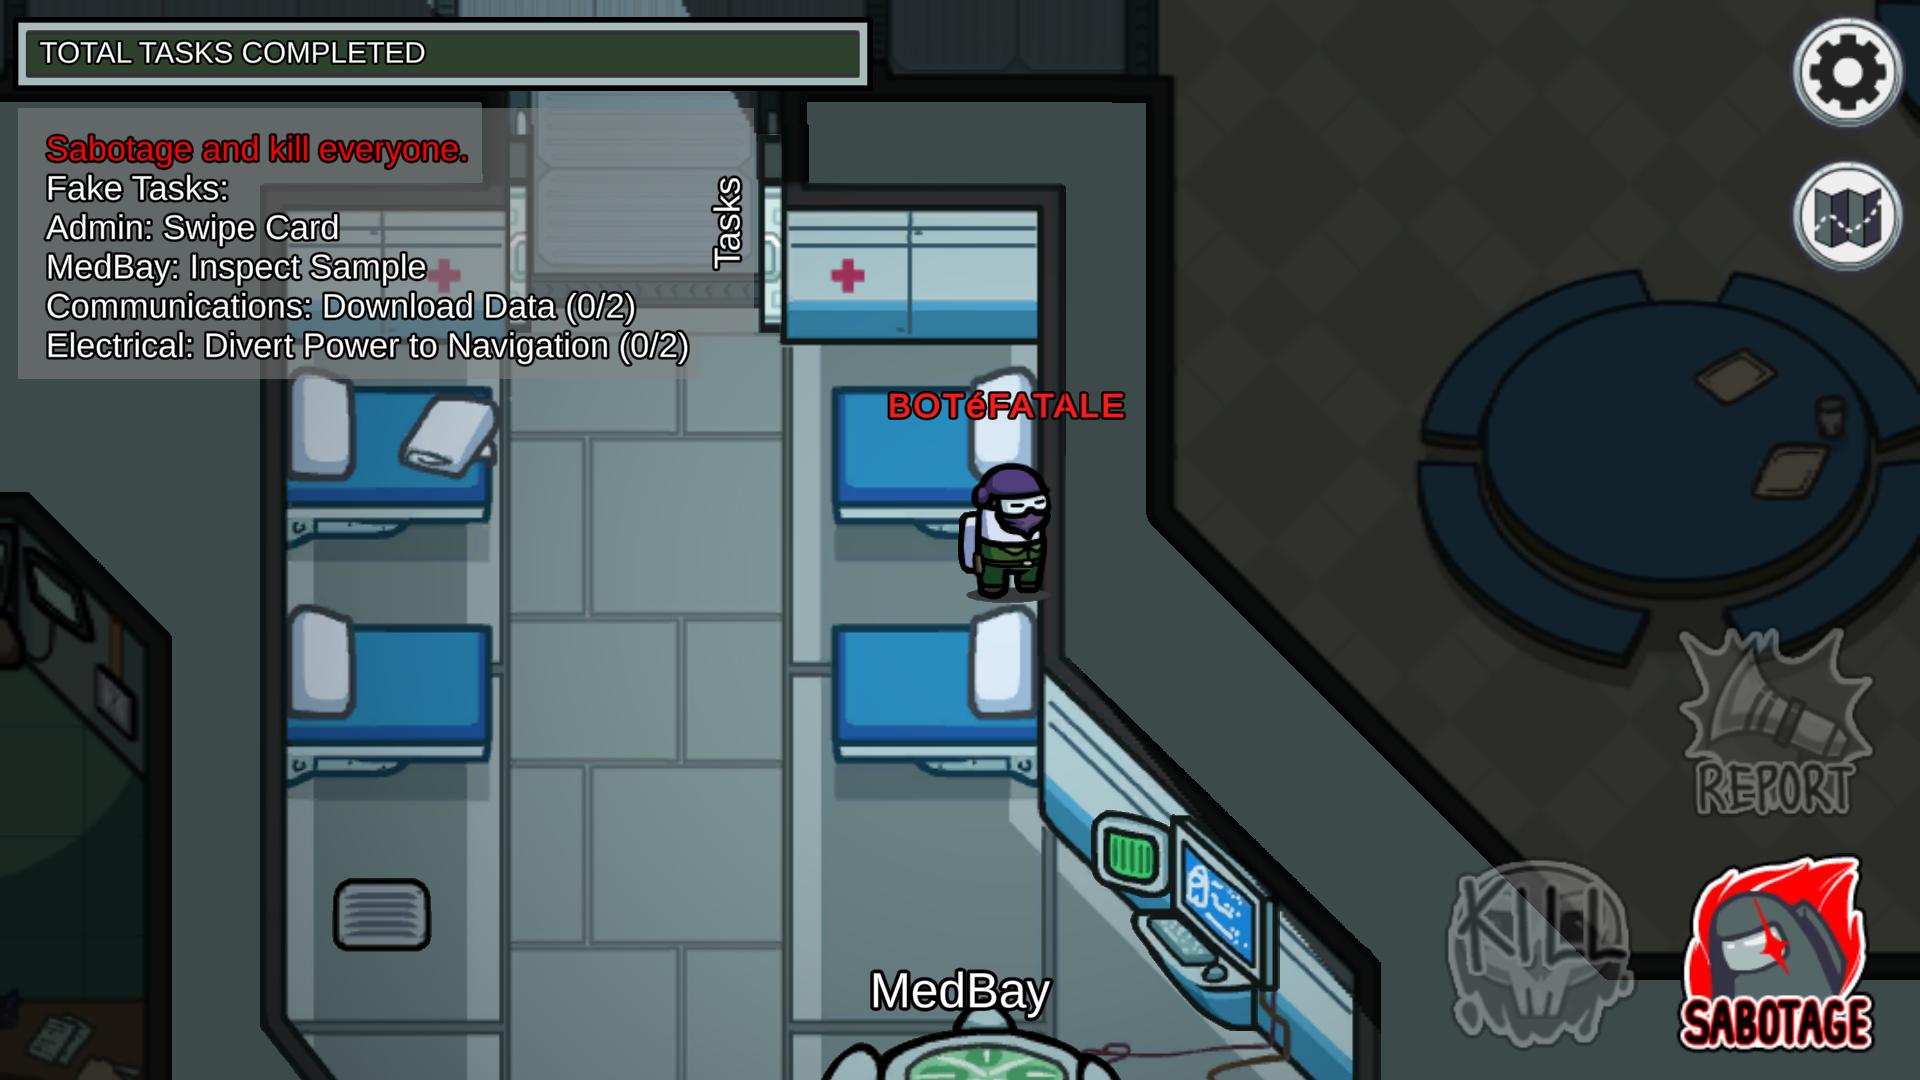 TOTAL TASKS COMPLETED
Sabotage and kill everyone.
Fake Tasks:
Admin: Swipe Card
MedBay: Inspect Sample
Communications: Download Data (0/2)
Electrical: Divert Power to Navigation (0/2)
Tasks
BOTéFATALE
REPORT
KILL
SABOTAGE
MedBay